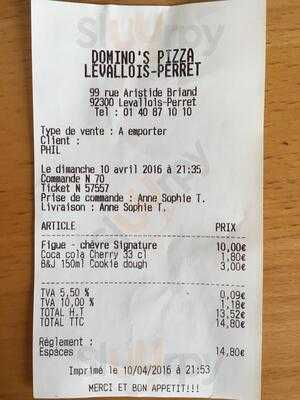 DOMINO'S PIZZA
LEVALLOIS-PERRET
99 rue Aristide Briand
92300 Levallois-Perret
Tel : 01 40 87 10 10
Type de vente : A emporter
Client :
PHIL
Le dimanche 10 avril 2016 à 21:35
Commande N 70
Ticket N 57557
Prise de commande : Anne Sophie T.
Livraison : Anne Sophie T.
ARTICLE PRIX
Figue - chèvre Signature 10,00€
Coca cola Cherry 33 cl 1,80€
B&J 150ml Cookie dough 3,00€
TVA 5,50 % 0,09€
TVA 10,00 % 1,18€
TOTAL H.T 13,52€
TOTAL TTC 14,80€
Réglement :
Espèces 14,80€
Imprimé le 10/04/2016 à 21:53
MERCI ET BON APPETIT!!!